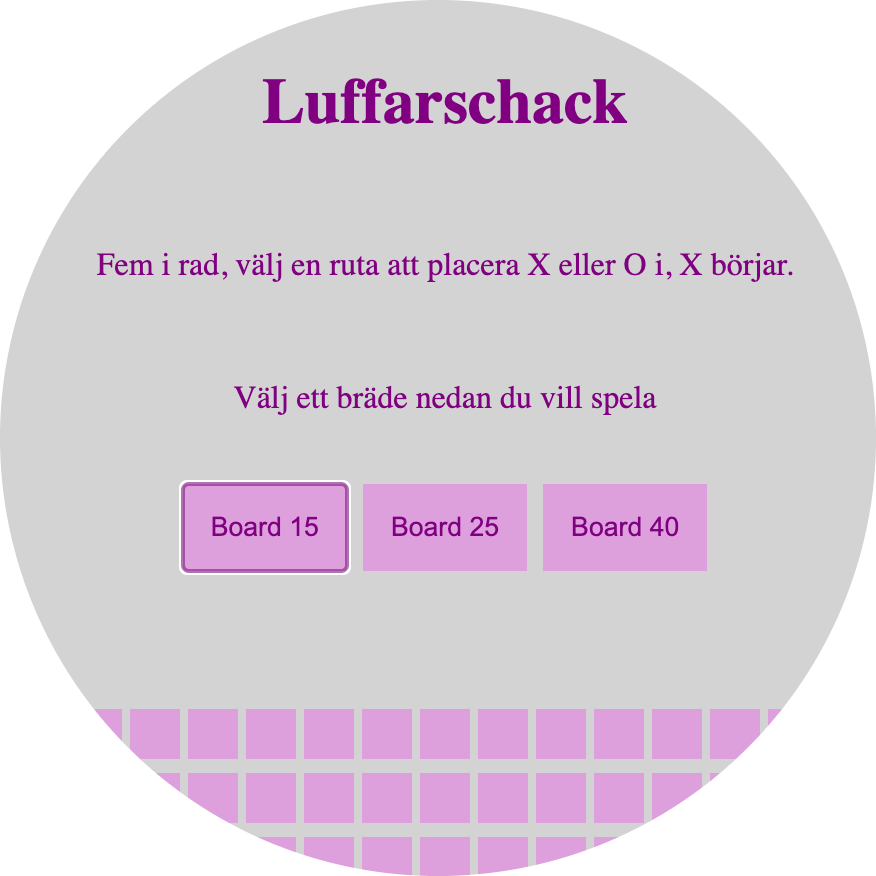 Luffarschack
Fem i rad, välj en ruta att placera X eller O i, X börjar.
Välj ett bräde nedan du vill spela
Board 15 Board 25 Board 40